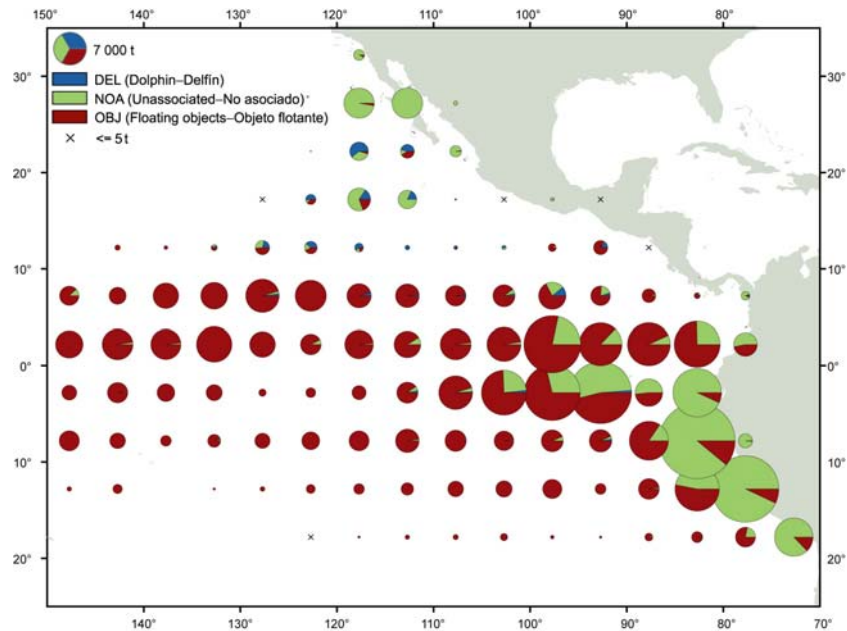 140° 130° 120° 110° 100° 90° 80°
150° 70°
7 000 t
30° 30°
DEL (Dolphin–Delfín)
NOA (Unassociated–No asociado)
OBJ (Floating objects–Objeto flotante)
× <= 5 t
20° 20°
10° 10°
0° 0°
10° 10°
20° 20°
140° 130° 120° 110° 100° 90° 80° 70°